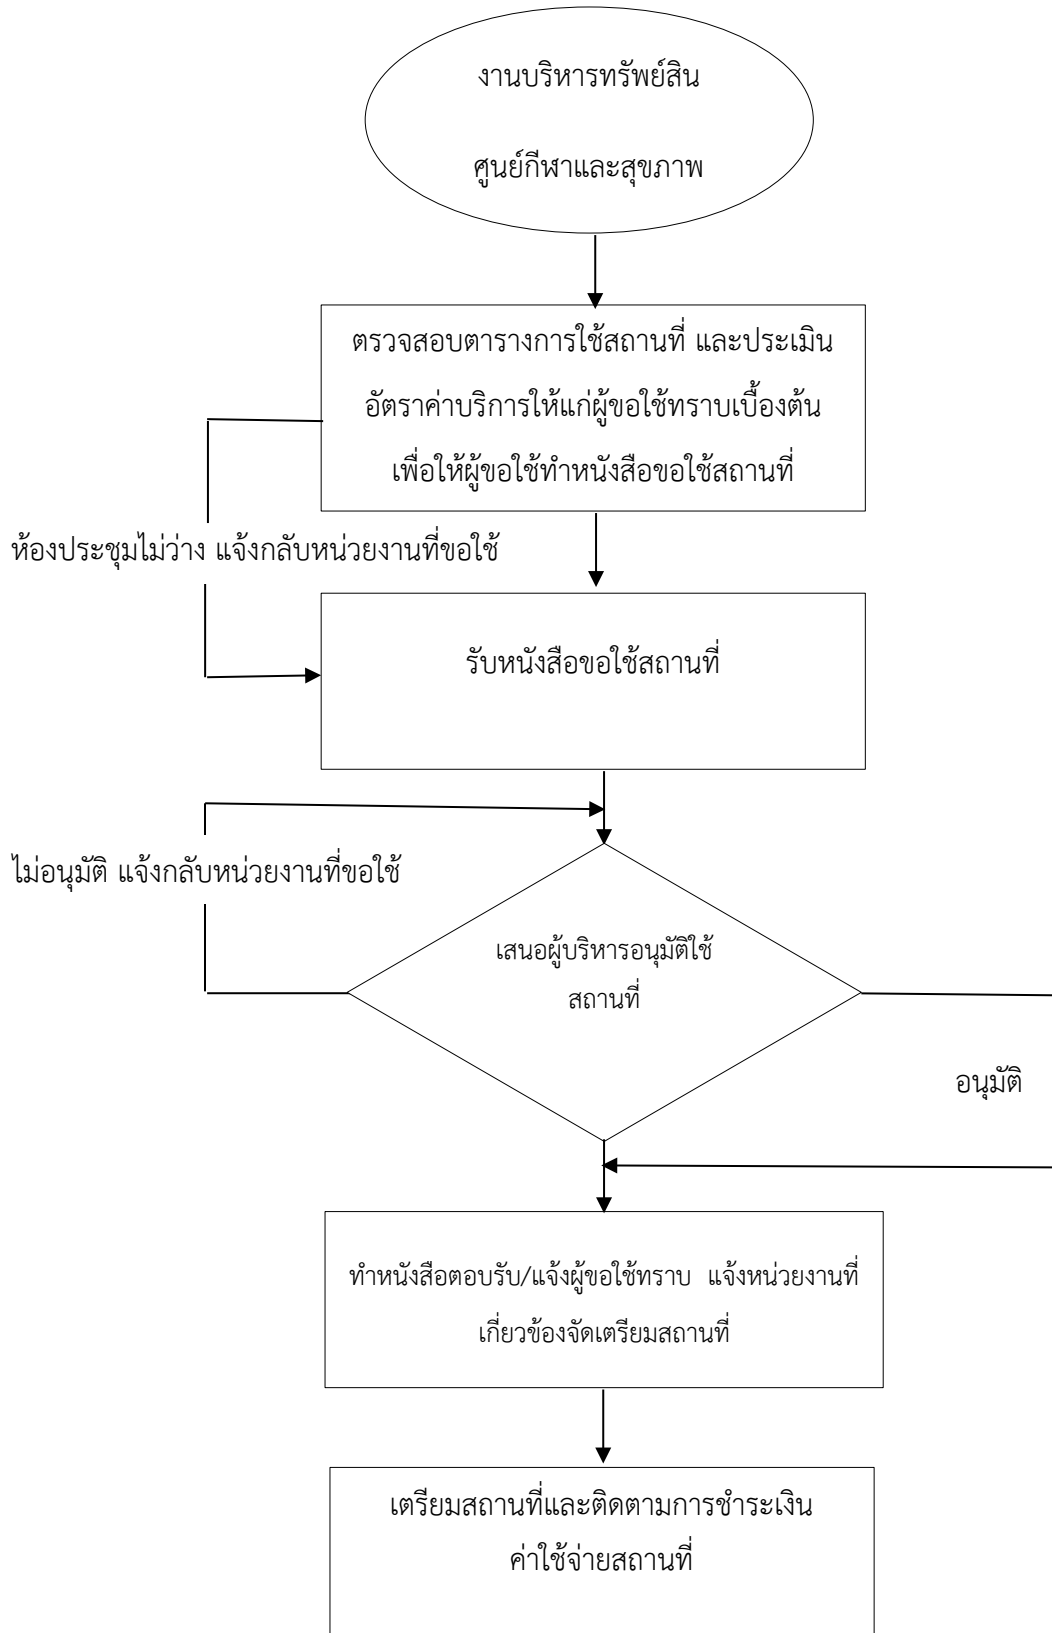 งานบริหารทรัพย์สิน
ศูนย์กีฬาและสุขภาพ
ตรวจสอบตารางการใช้สถานที่ และประเมิน
อัตราค่าบริการให้แก่ผู้ขอใช้ทราบเบื้องต้น
เพื่อให้ผู้ขอใช้ทำหนังสือขอใช้สถานที่
ห้องประชุมไม่ว่าง แจ้งกลับหน่วยงานที่ขอใช้
รับหนังสือขอใช้สถานที่
ไม่อนุมัติ แจ้งกลับหน่วยงานที่ขอใช้
เสนอผู้บริหารอนุมัติใช้
สถานที่
อนุมัติ
ทำหนังสือตอบรับ/แจ้งผู้ขอใช้ทราบ แจ้งหน่วยงานที่
เกี่ยวข้องจัดเตรียมสถานที่
เตรียมสถานที่และติดตามการชำระเงิน
ค่าใช้จ่ายสถานที่